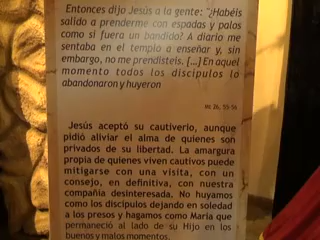 Entonces dijo Jesús a la gente: "¿Habéis
salido a prenderme con espadas y palos
como si fuera un bandido? A diario me
sentaba en el templo a enseñar y, sin
embargo, no me prendisteis. [...] En aquel
momento todos los discípulos lo
abandonaron y huyeron
Mt 26, 55-56
Jesús aceptó su cautiverio, aunque
pidió aliviar el alma de quienes son
privados de su libertad. La amargura
propia de quienes viven cautivos puede
mitigarse con una visita, con un
consejo, en definitiva, con nuestra
compañía desinteresada. No huyamos
como los discípulos dejando en soledad
a los presos y hagamos como María que
permaneció al lado de su Hijo en los
buenos y malos momentos.